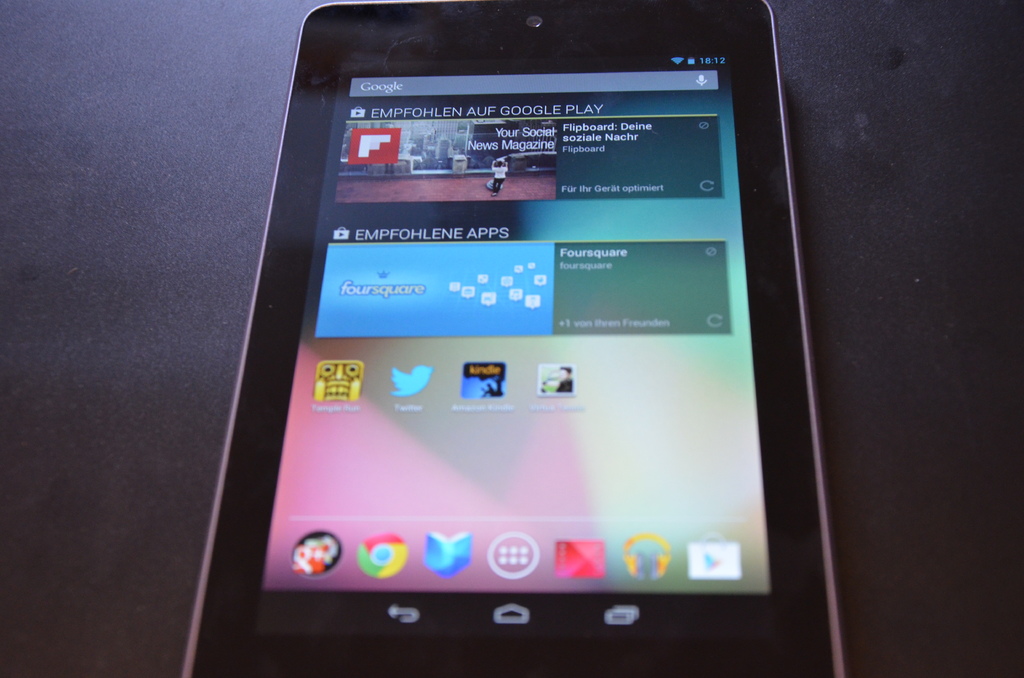 18:12
Google
EMPFOHLEN AUF GOOGLE PLAY
Your Social
News Magazine
Flipboard: Deine
soziale Nachr
Flipboard
Für Ihr Gerät optimiert
EMPFOHLENE APPS
foursquare
Foursquare
foursquare
+1 von Ihren Freunden
kindle
Temple Run
Twitter
Amazon Kindle